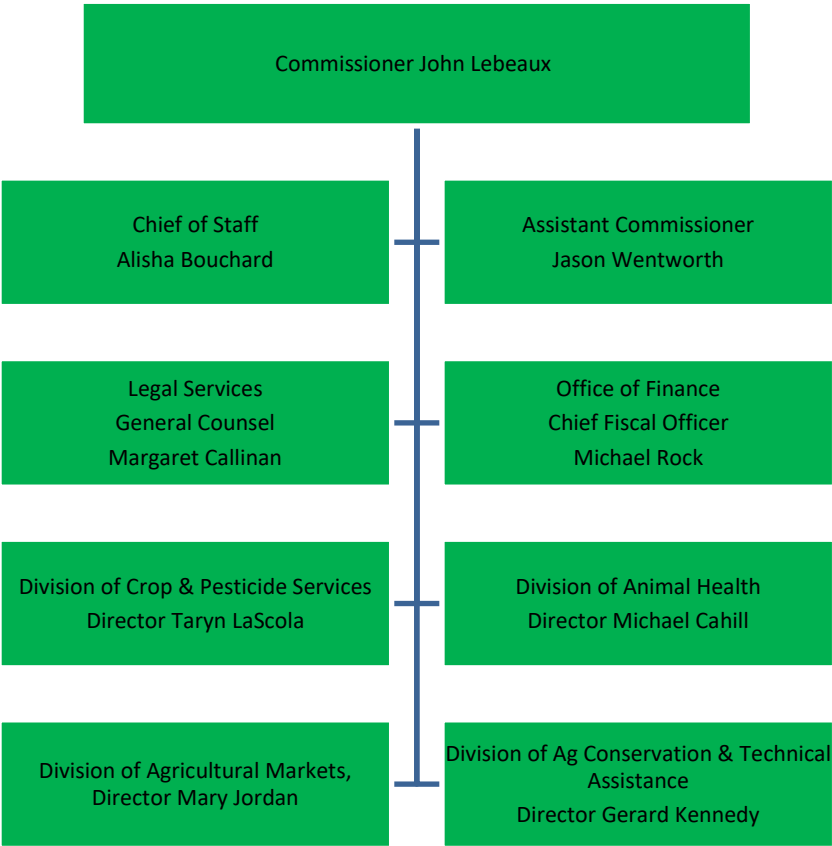 Commissioner John Lebeaux
Chief of Staff
Alisha Bouchard
Assistant Commissioner
Jason Wentworth
Legal Services
General Counsel
Margaret Callinan
Office of Finance
Chief Fiscal Officer
Michael Rock
Division of Crop & Pesticide Services
Director Taryn LaScola
Division of Animal Health
Director Michael Cahill
Division of Agricultural Markets,
Director Mary Jordan
Division of Ag Conservation & Technical
Assistance
Director Gerard Kennedy